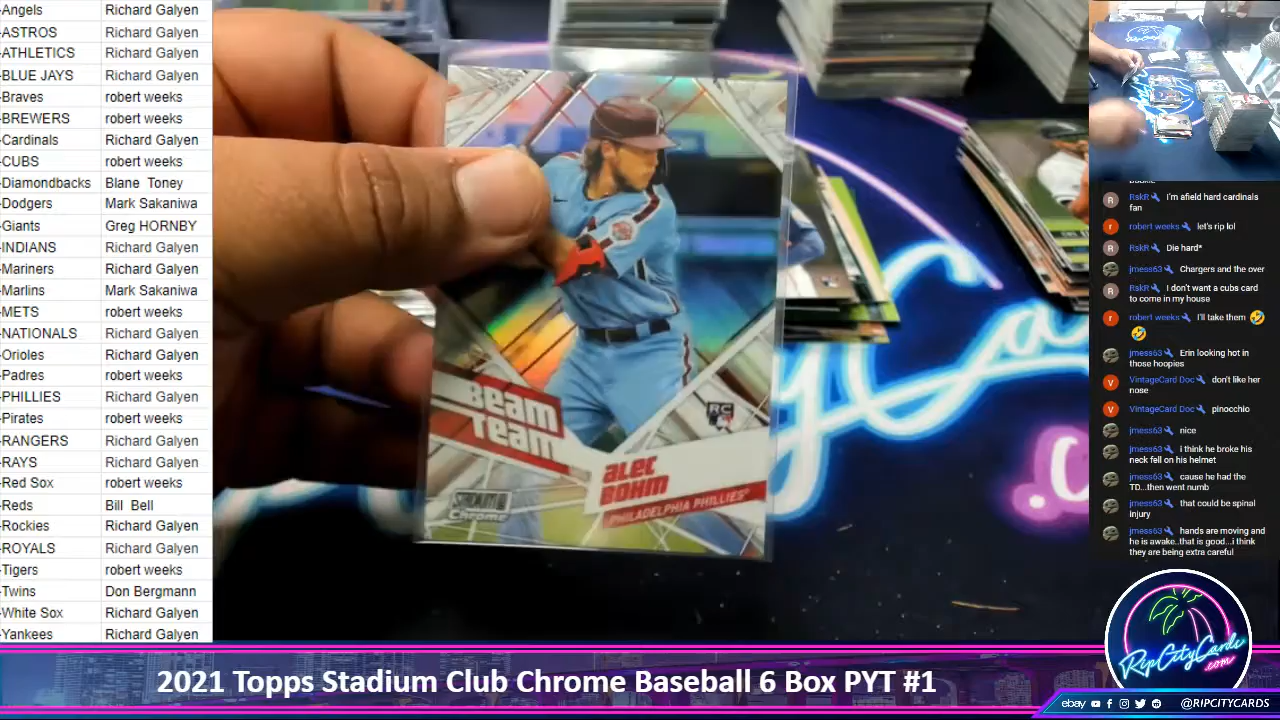 -Angels Richard Galyen
-ASTROS Richard Galyen
-ATHLETICS Richard Galyen
-BLUE JAYS Richard Galyen
-Braves robert weeks
-BREWERS robert weeks
-Cardinals Richard Galyen
-CUBS robert weeks
-Diamondbacks Blane Toney
-Dodgers Mark Sakaniwa
-Giants Greg HORNBY
-INDIANS Richard Galyen
-Mariners Richard Galyen
-Marlins Mark Sakaniwa
-METS robert weeks
-NATIONALS Richard Galyen
-Orioles Richard Galyen
-Padres robert weeks
-PHILLIES Richard Galyen
-Pirates robert weeks
-RANGERS Richard Galyen
-RAYS Richard Galyen
-Red Sox robert weeks
-Reds Bill Bell
-Rockies Richard Galyen
-ROYALS Richard Galyen
-Tigers robert weeks
-Twins Don Bergmann
-White Sox Richard Galyen
-Yankees Richard Galyen
BEAM
TEAM
RC
ALEC
BOHM
PHILADELPHIA PHILLIES
STADIUM CLUB
Chrome
R RskR I'm afield hard cardinals
fan
r robert weeks let's rip lol
R RskR Die hard*
jmess63 Chargers and the over
R RskR I don't want a cubs card
to come in my house
r robert weeks I'll take them 🤣
🤣
jmess63 Erin looking hot in
those hoopies
V VintageCard Doc don't like her
nose
V VintageCard Doc pinocchio
jmess63 nice
jmess63 i think he broke his
neck fell on his helmet
jmess63 cause he had the
TD...then went numb
jmess63 that could be spinal
injury
jmess63 hands are moving and
he is awake..that is good...i think
they are being extra careful
RipCityCards
.com
2021 Topps Stadium Club Chrome Baseball 6 Box PYT #1
ebay @RIPCITYCARDS